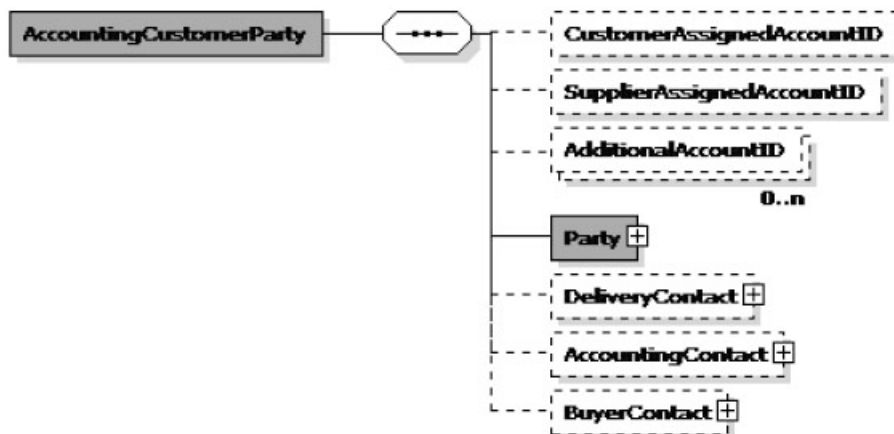 AccountingCustomerParty
CustomerAssignedAccountID
SupplierAssignedAccountID
AdditionalAccountID
0..n
Party
DeliveryContact
AccountingContact
BuyerContact